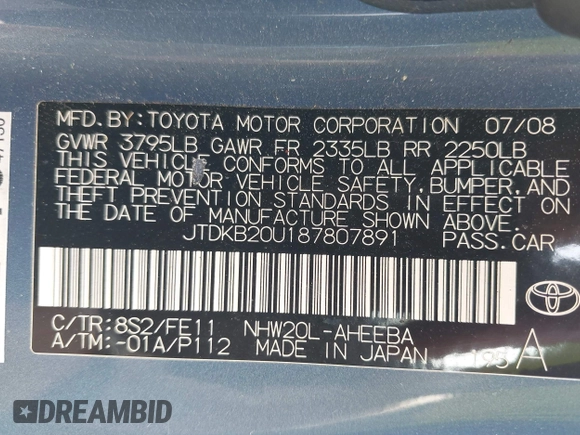 MFD.BY:TOYOTA MOTOR CORPORATION 07/08
GVWR 3795LB GAWR FR 2335LB RR 2250LB
THIS VEHICLE CONFORMS TO ALL APPLICABLE
FEDERAL MOTOR VEHICLE SAFETY,BUMPER,AND
THEFT PREVENTION STANDARDS IN EFFECT
ON THE DATE OF MANUFACTURE SHOWN ABOVE.
JTDKB20U187807891 PASS.CAR
C/TR:8S2/FE11 NHW20L-AHEEBA
A/TM:-01A/P112 MADE IN JAPAN 195 A
DREAMBID